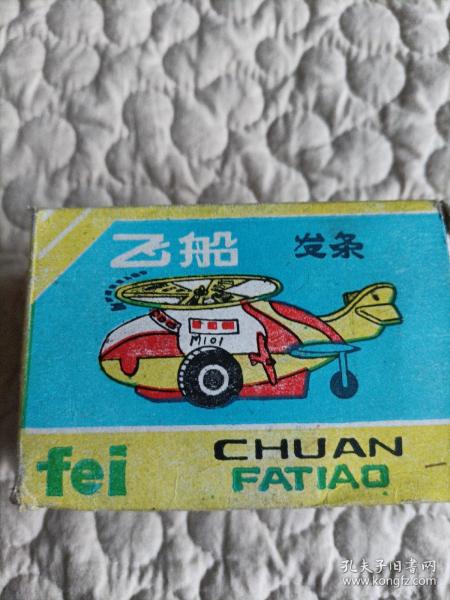 飞船 发条
M101
fei CHUAN
FATIAO
孔夫子旧书网
www.kongfz.com